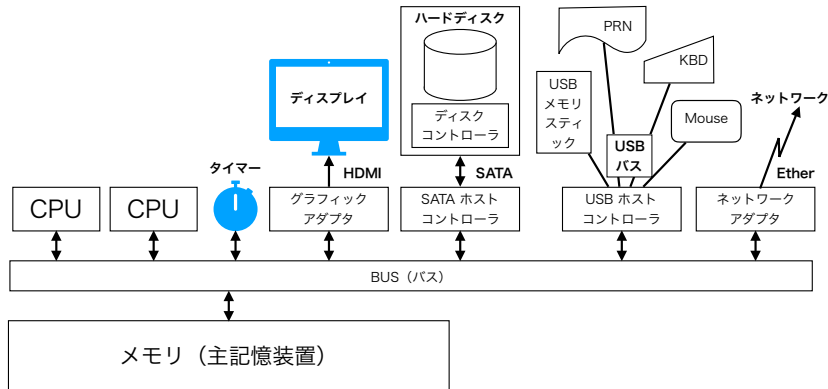 ハードディスク
PRN
KBD
ディスプレイ
ディスク
コントローラ
USB
メモリ
スティ
ック
USB
バス
Mouse
ネットワーク
タイマー
HDMI
SATA
Ether
CPU
CPU
グラフィック
アダプタ
SATA ホスト
コントローラ
USB ホスト
コントローラ
ネットワーク
アダプタ
BUS（バス）
メモリ（主記憶装置）